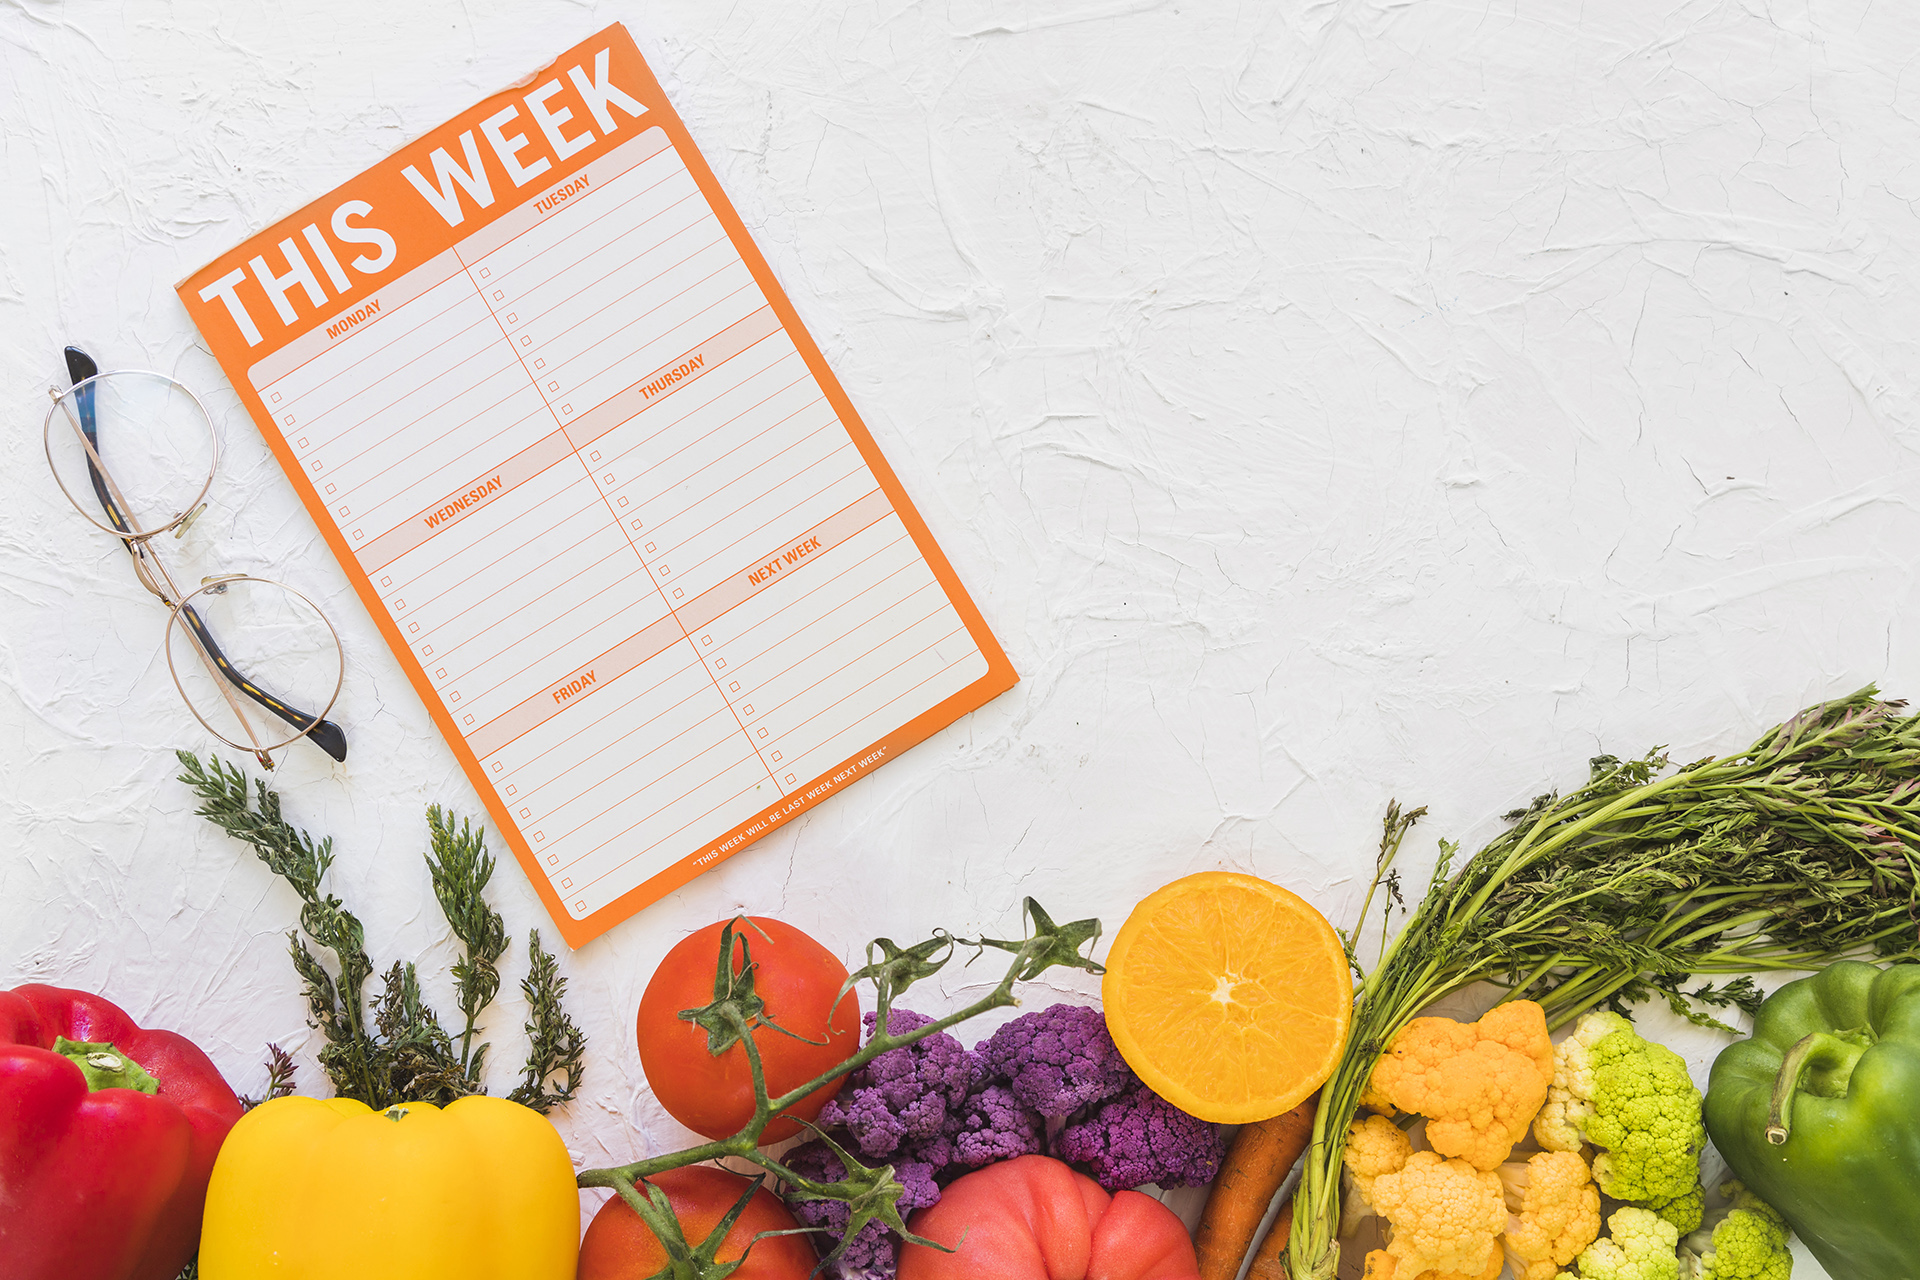 THIS WEEK
MONDAY
TUESDAY
WEDNESDAY
THURSDAY
FRIDAY
NEXT WEEK
"THIS WEEK WILL BE LAST WEEK NEXT WEEK"